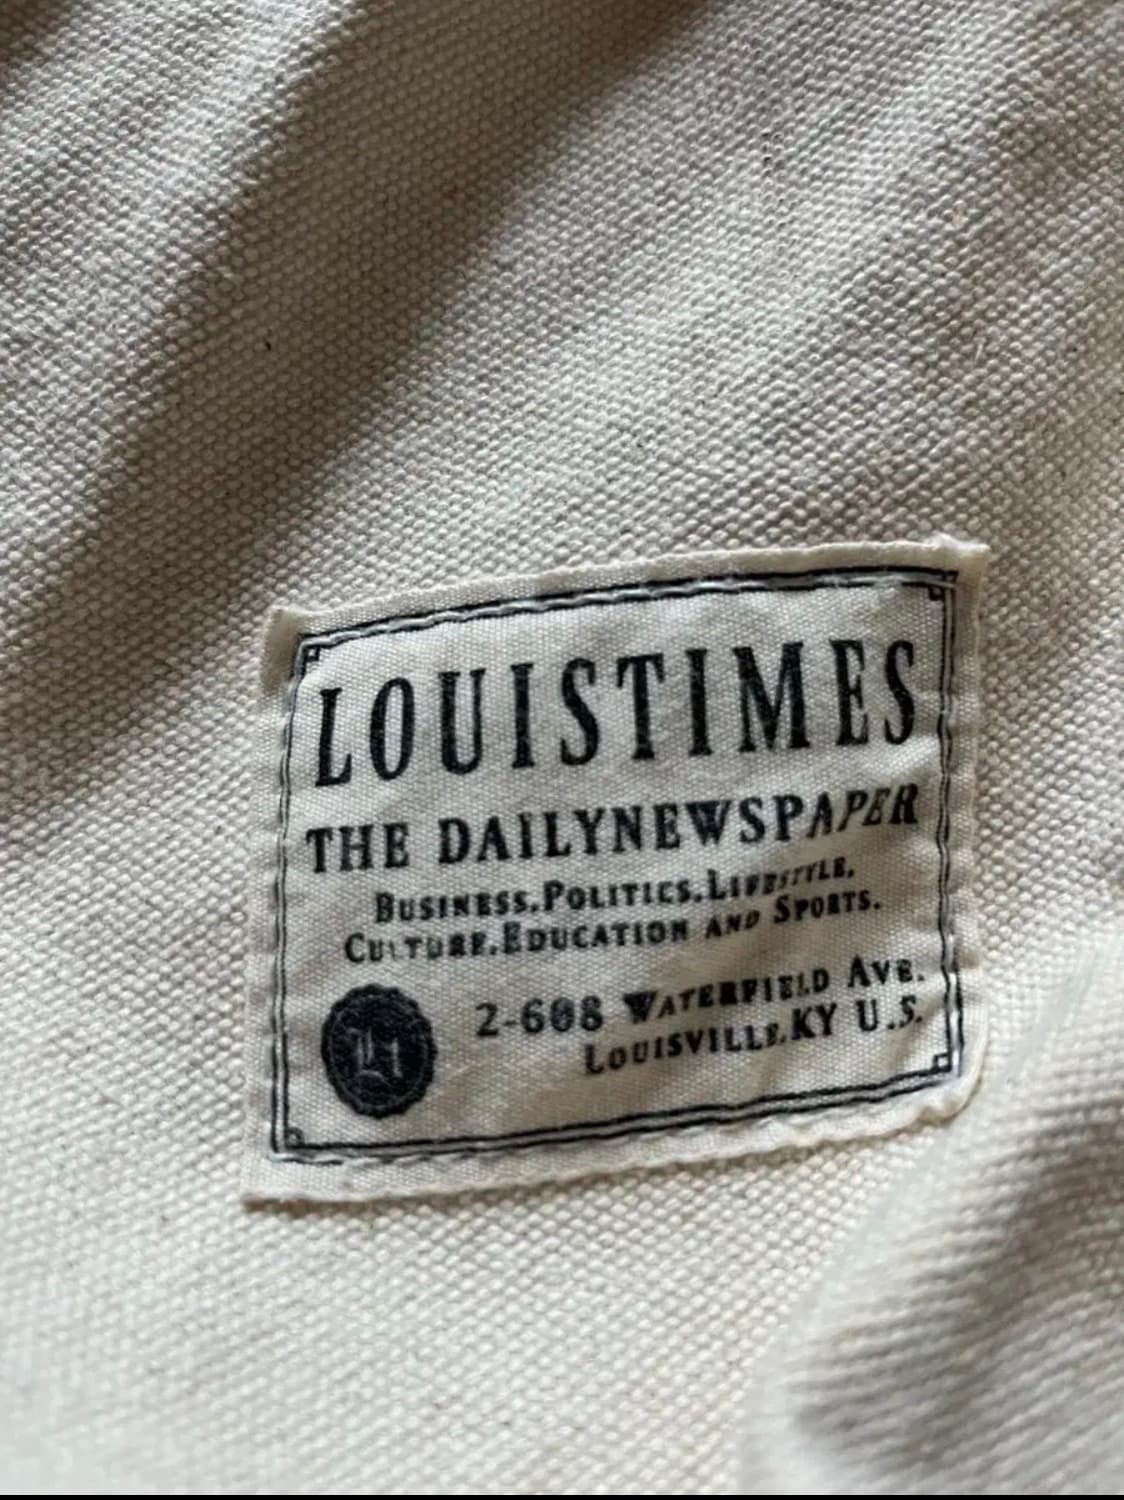 LOUISTIMES
THE DAILYNEWSPAPER
BUSINESS.POLITICS.LIFESTYLE.
CULTURE.EDUCATION AND SPORTS.
2-608 WATERFIELD AVE.
LOUISVILLE.KY U.S.